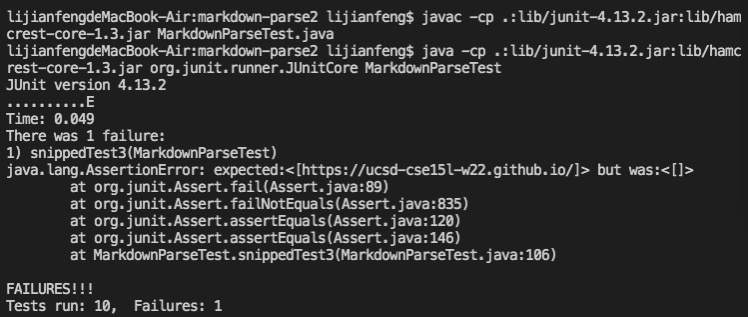 lijianfengdeMacBook-Air:markdown-parse2 lijianfeng$ javac -cp .:lib/junit-4.13.2.jar:lib/ham
crest-core-1.3.jar MarkdownParseTest.java
lijianfengdeMacBook-Air:markdown-parse2 lijianfeng$ java -cp .:lib/junit-4.13.2.jar:lib/hamc
rest-core-1.3.jar org.junit.runner.JUnitCore MarkdownParseTest
JUnit version 4.13.2
..........E
Time: 0.049
There was 1 failure:
1) snippedTest3(MarkdownParseTest)
java.lang.AssertionError: expected:<[https://ucsd-cse15l-w22.github.io/]> but was:<[]>
        at org.junit.Assert.fail(Assert.java:89)
        at org.junit.Assert.failNotEquals(Assert.java:835)
        at org.junit.Assert.assertEquals(Assert.java:120)
        at org.junit.Assert.assertEquals(Assert.java:146)
        at MarkdownParseTest.snippedTest3(MarkdownParseTest.java:106)

FAILURES!!!
Tests run: 10,  Failures: 1